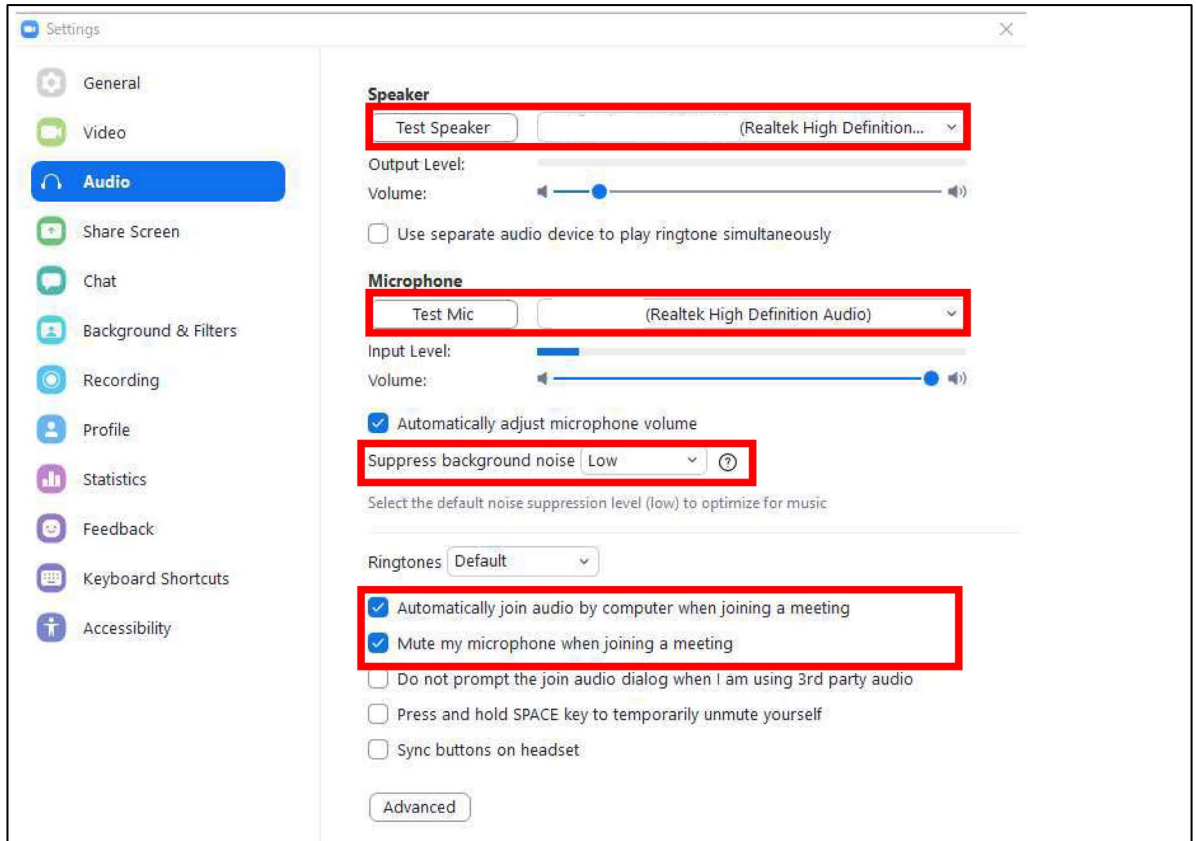 Settings
General
Video
Audio
Share Screen
Chat
Background & Filters
Recording
Profile
Statistics
Feedback
Keyboard Shortcuts
Accessibility
Speaker
Test Speaker (Realtek High Definition...
Output Level:
Volume:
Use separate audio device to play ringtone simultaneously
Microphone
Test Mic (Realtek High Definition Audio)
Input Level:
Volume:
Automatically adjust microphone volume
Suppress background noise Low
Select the default noise suppression level (low) to optimize for music
Ringtones Default
Automatically join audio by computer when joining a meeting
Mute my microphone when joining a meeting
Do not prompt the join audio dialog when I am using 3rd party audio
Press and hold SPACE key to temporarily unmute yourself
Sync buttons on headset
Advanced